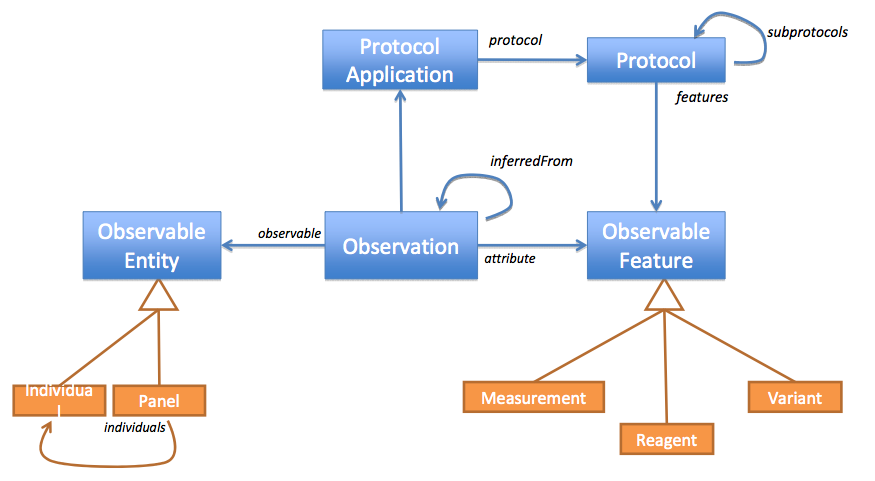 subprotocols
Protocol
Application
protocol
Protocol
features
inferredFrom
Observable
Entity
observable
Observation
attribute
Observable
Feature
Individua
l
Panel
individuals
Measurement
Reagent
Variant